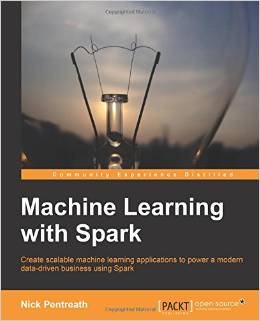 Community Experience Distilled
Machine Learning
with Spark
Create scalable machine learning applications to power a modern
data-driven business using Spark
Nick Pentreath
PACKT
PUBLISHING
open source